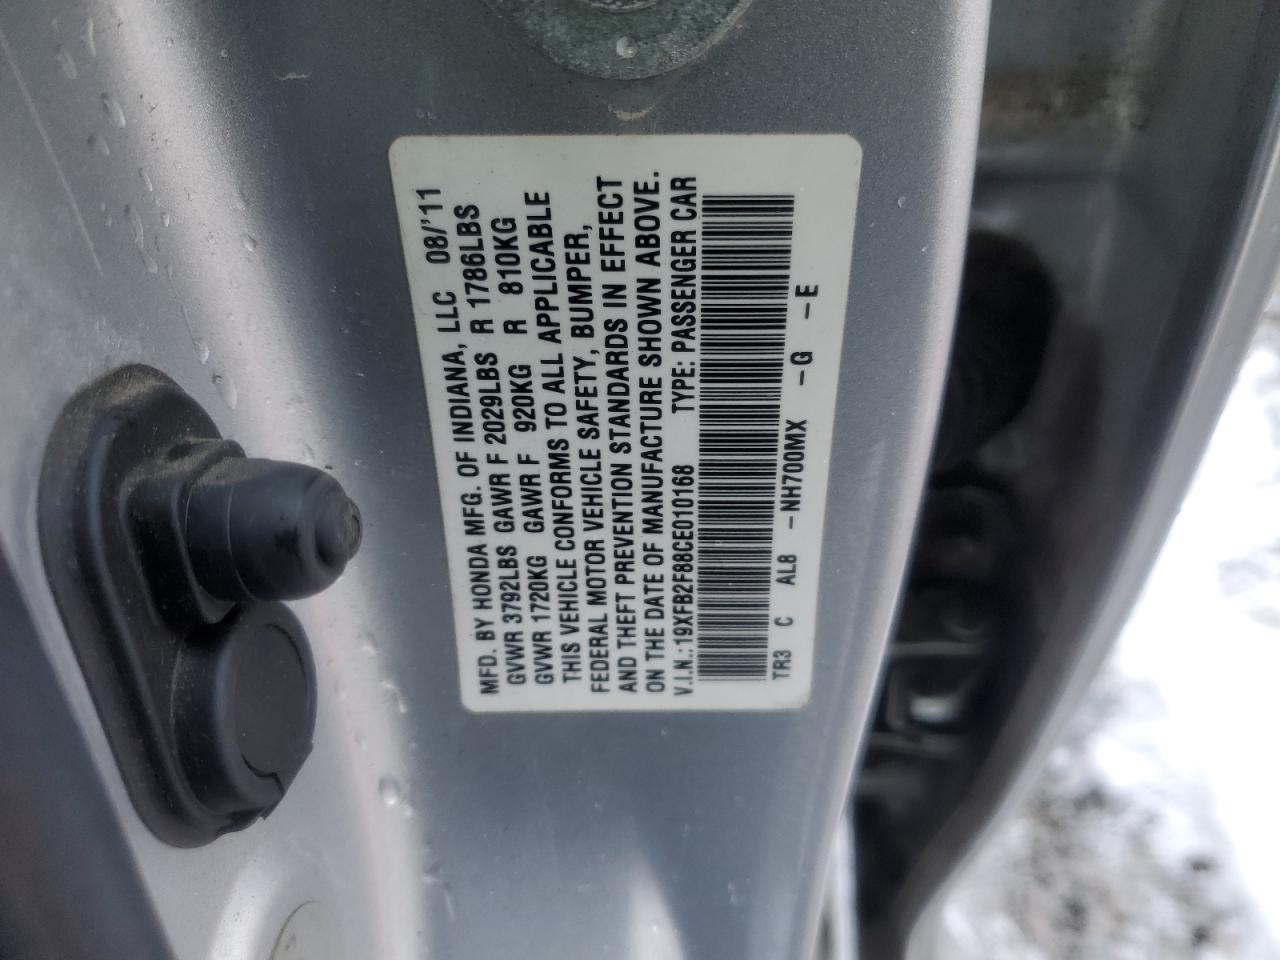 MFD. BY HONDA MFG. OF INDIANA, LLC 08/'11
GVWR 3792LBS GAWR F 2029LBS R 1786LBS
GVWR 1720KG GAWR F 920KG R 810KG
THIS VEHICLE CONFORMS TO ALL APPLICABLE
FEDERAL MOTOR VEHICLE SAFETY, BUMPER,
AND THEFT PREVENTION STANDARDS IN EFFECT
ON THE DATE OF MANUFACTURE SHOWN ABOVE.
V.I.N.:19XFB2F88CE010168 TYPE: PASSENGER CAR
TR3 C AL8 -NH700MX -G -E